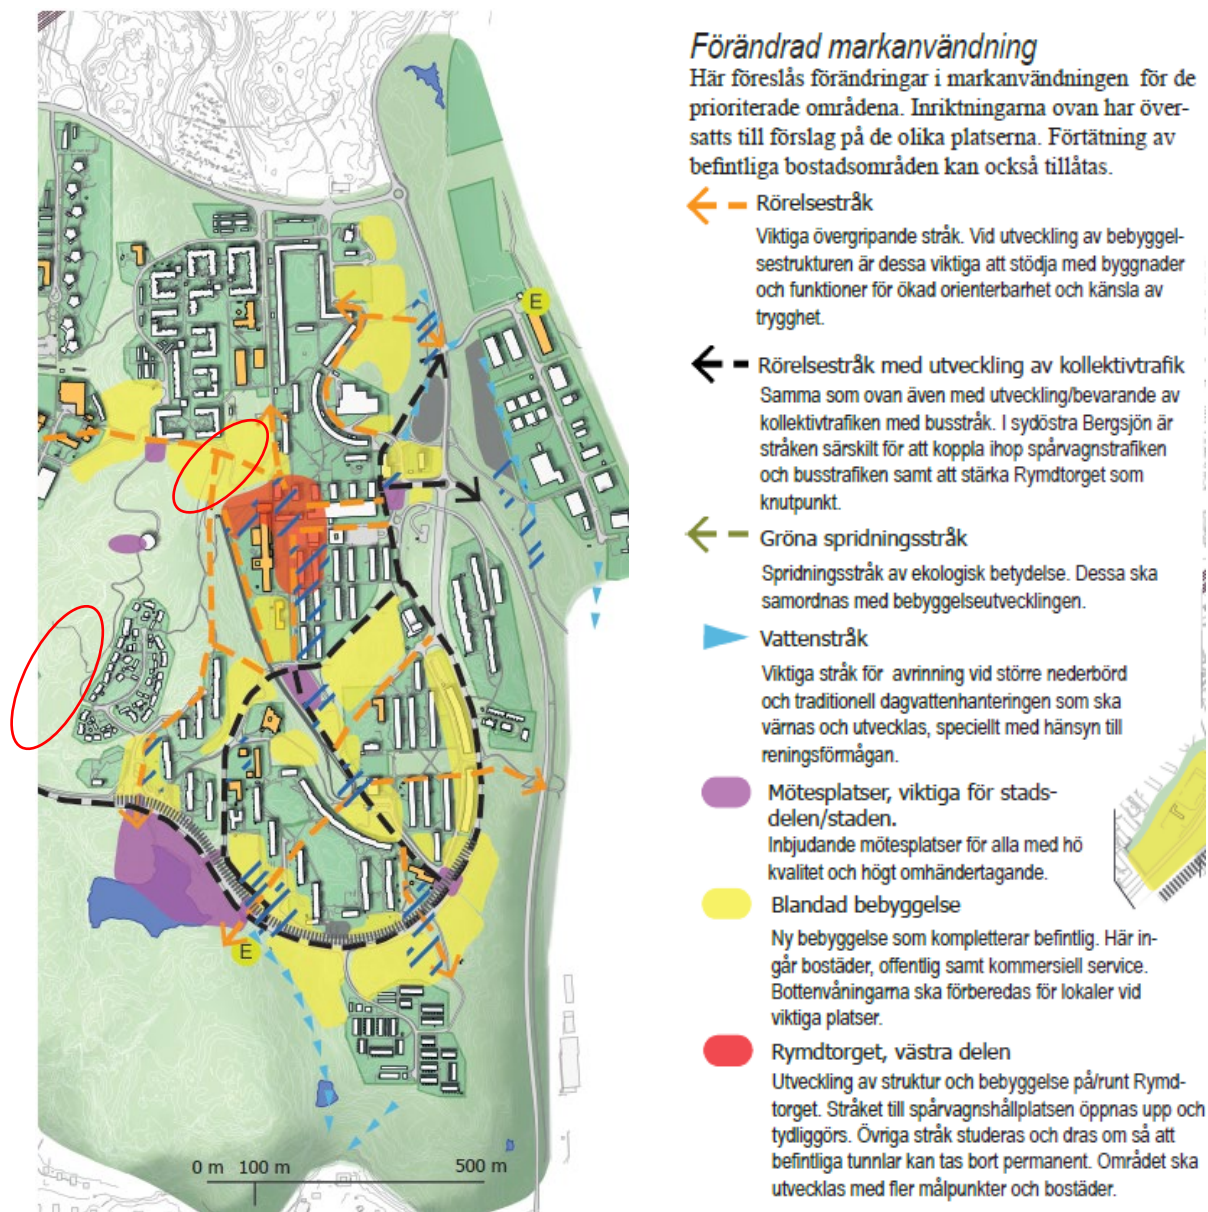 E
E
0 m 100 m 500 m
Förändrad markanvändning
Här föreslås förändringar i markanvändningen för de
prioriterade områdena. Inriktningarna ovan har över-
satts till förslag på de olika platserna. Förtätning av
befintliga bostadsområden kan också tillåtas.
Rörelsestråk
Viktiga övergripande stråk. Vid utveckling av bebyggel-
sestrukturen är dessa viktiga att stödja med byggnader
och funktioner för ökad orienterbarhet och känsla av
trygghet.
Rörelsestråk med utveckling av kollektivtrafik
Samma som ovan även med utveckling/bevarande av
kollektivtrafiken med busstråk. I sydöstra Bergsjön är
stråken särskilt för att koppla ihop spårvagnstrafiken
och busstrafiken samt att stärka Rymdtorget som
knutpunkt.
Gröna spridningsstråk
Spridningsstråk av ekologisk betydelse. Dessa ska
samordnas med bebyggelseutvecklingen.
Vattenstråk
Viktiga stråk för avrinning vid större nederbörd
och traditionell dagvattenhanteringen som ska
värnas och utvecklas, speciellt med hänsyn till
reningsförmågan.
Mötesplatser, viktiga för stads-
delen/staden.
Inbjudande mötesplatser för alla med hö
kvalitet och högt omhändertagande.
Blandad bebyggelse
Ny bebyggelse som kompletterar befintlig. Här in-
går bostäder, offentlig samt kommersiell service.
Bottenvåningarna ska förberedas för lokaler vid
viktiga platser.
Rymdtorget, västra delen
Utveckling av struktur och bebyggelse på/runt Rymd-
torget. Stråket till spårvagnshållplatsen öppnas upp och
tydliggörs. Övriga stråk studeras och dras om så att
befintliga tunnlar kan tas bort permanent. Området ska
utvecklas med fler målpunkter och bostäder.